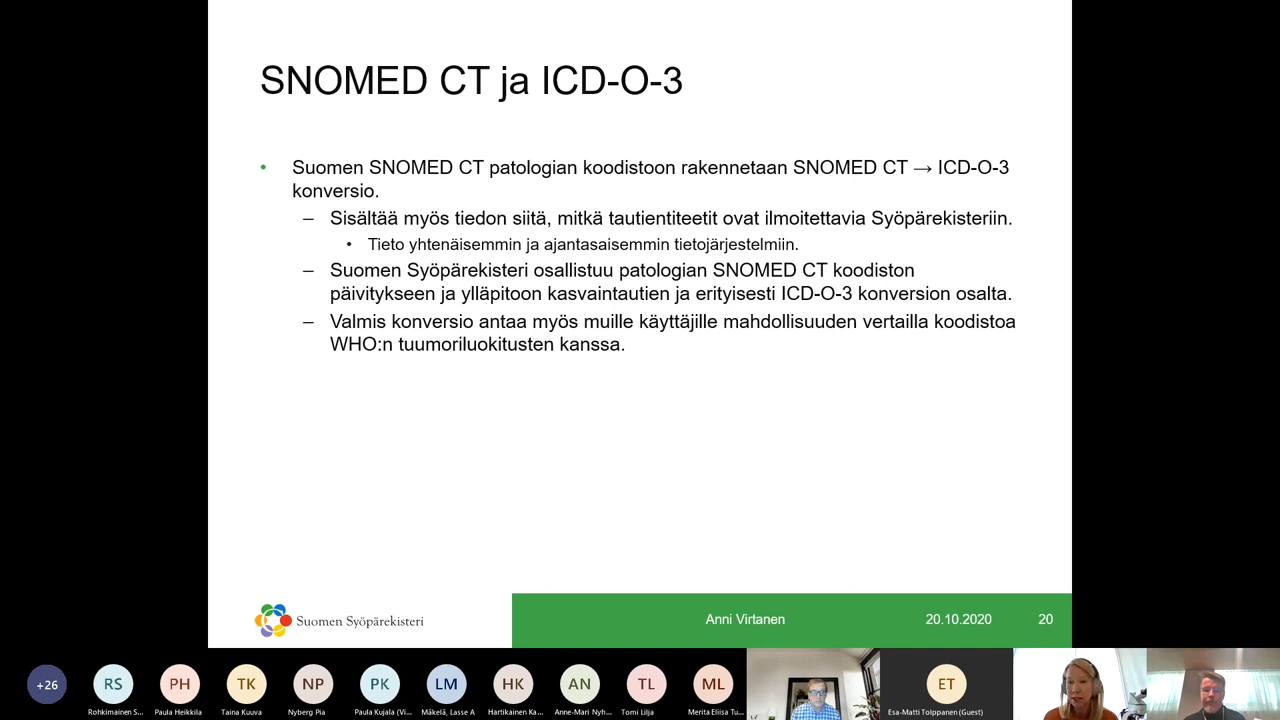 SNOMED CT ja ICD-O-3
• Suomen SNOMED CT patologian koodistoon rakennetaan SNOMED CT → ICD-O-3
konversio.
– Sisältää myös tiedon siitä, mitkä tautientiteetit ovat ilmoitettavia Syöpärekisteriin.
• Tieto yhtenäisemmin ja ajantasaisemmin tietojärjestelmiin.
– Suomen Syöpärekisteri osallistuu patologian SNOMED CT koodiston
päivitykseen ja ylläpitoon kasvaintautien ja erityisesti ICD-O-3 konversion osalta.
– Valmis konversio antaa myös muille käyttäjille mahdollisuuden vertailla koodistoa
WHO:n tuumoriluokitusten kanssa.
Suomen Syöpärekisteri
Anni Virtanen 20.10.2020 20
+26 RS PH TK NP PK LM HK AN TL ML ET
Rohkimainen S... Paula Heikkila Taina Kuuva Nyberg Pia Paula Kujala (Vi... Mäkelä, Lasse A Hartikainen Ka... Anne-Mari Nyh... Tomi Lilja Merita Eliisa Tu... Esa-Matti Tolppanen (Guest)